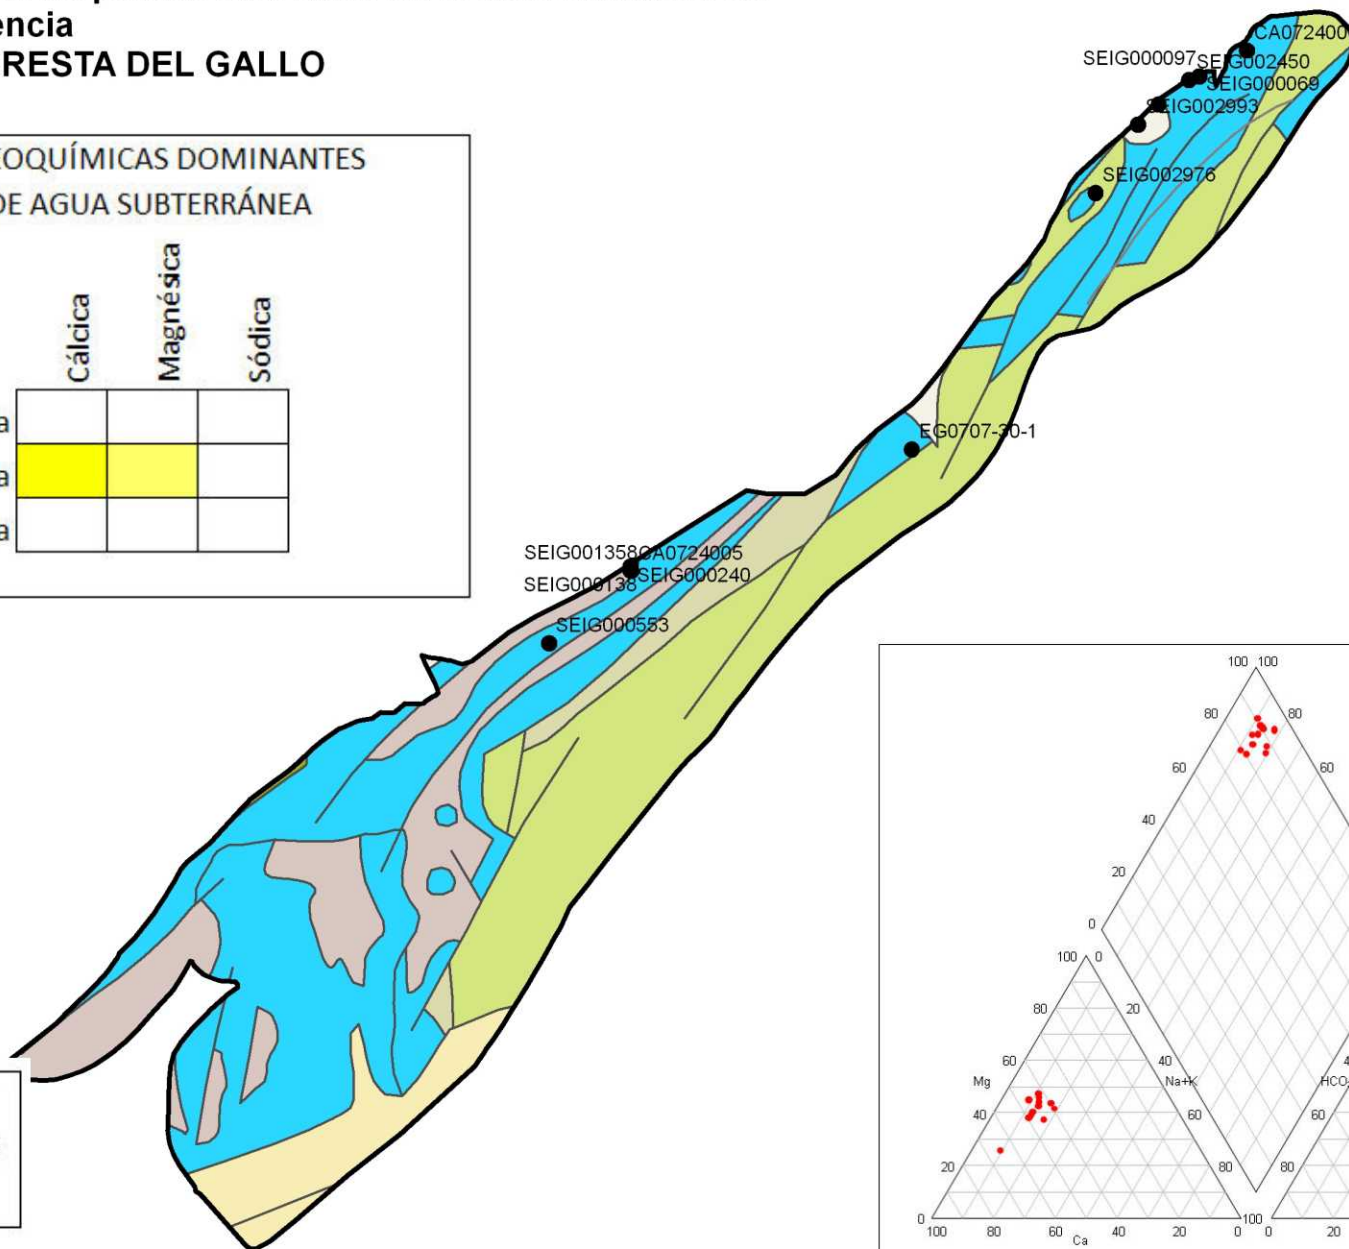 encia
RESTA DEL GALLO
EOQUÍMICAS DOMINANTES
DE AGUA SUBTERRÁNEA
Cálcica
Magnésica
Sódica
a
a
a
CA072400
SEIG000097
SEIG002450
SEIG000069
SEIG002993
SEIG002976
EG0707-30-1
SEIG001358
CA0724005
SEIG000138
SEIG000240
SEIG000553
100 100
80 80
60 60
40
20
0
100 0
80 20
60 40
Mg Na+K HCO
40 60 60
20 80 80
0 100
100 80 60 40 20 0 0 20
Ca